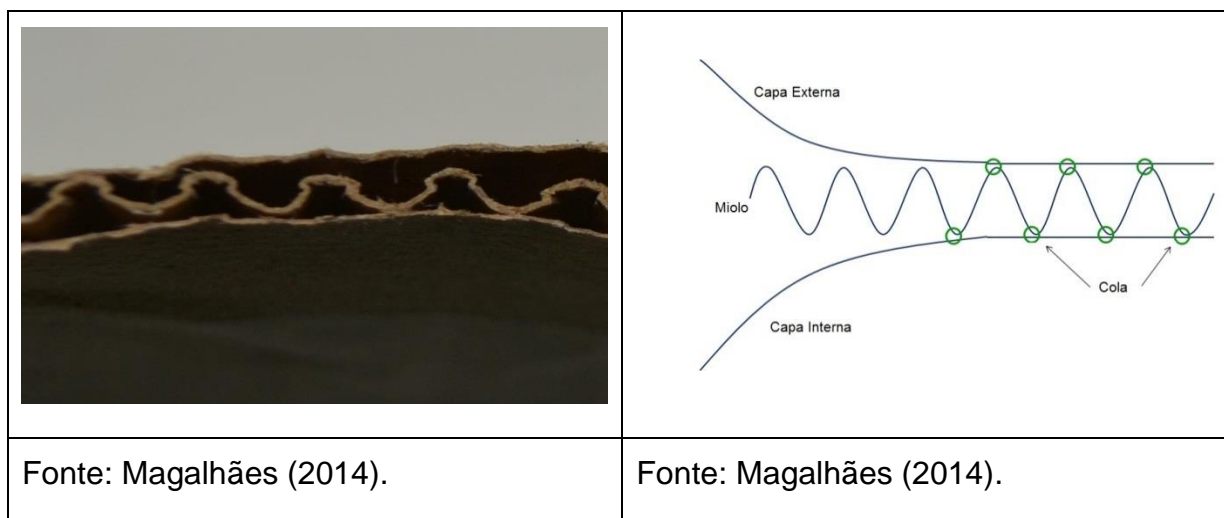 Capa Externa
Miolo
Cola
Capa Interna
Fonte: Magalhães (2014).
Fonte: Magalhães (2014).